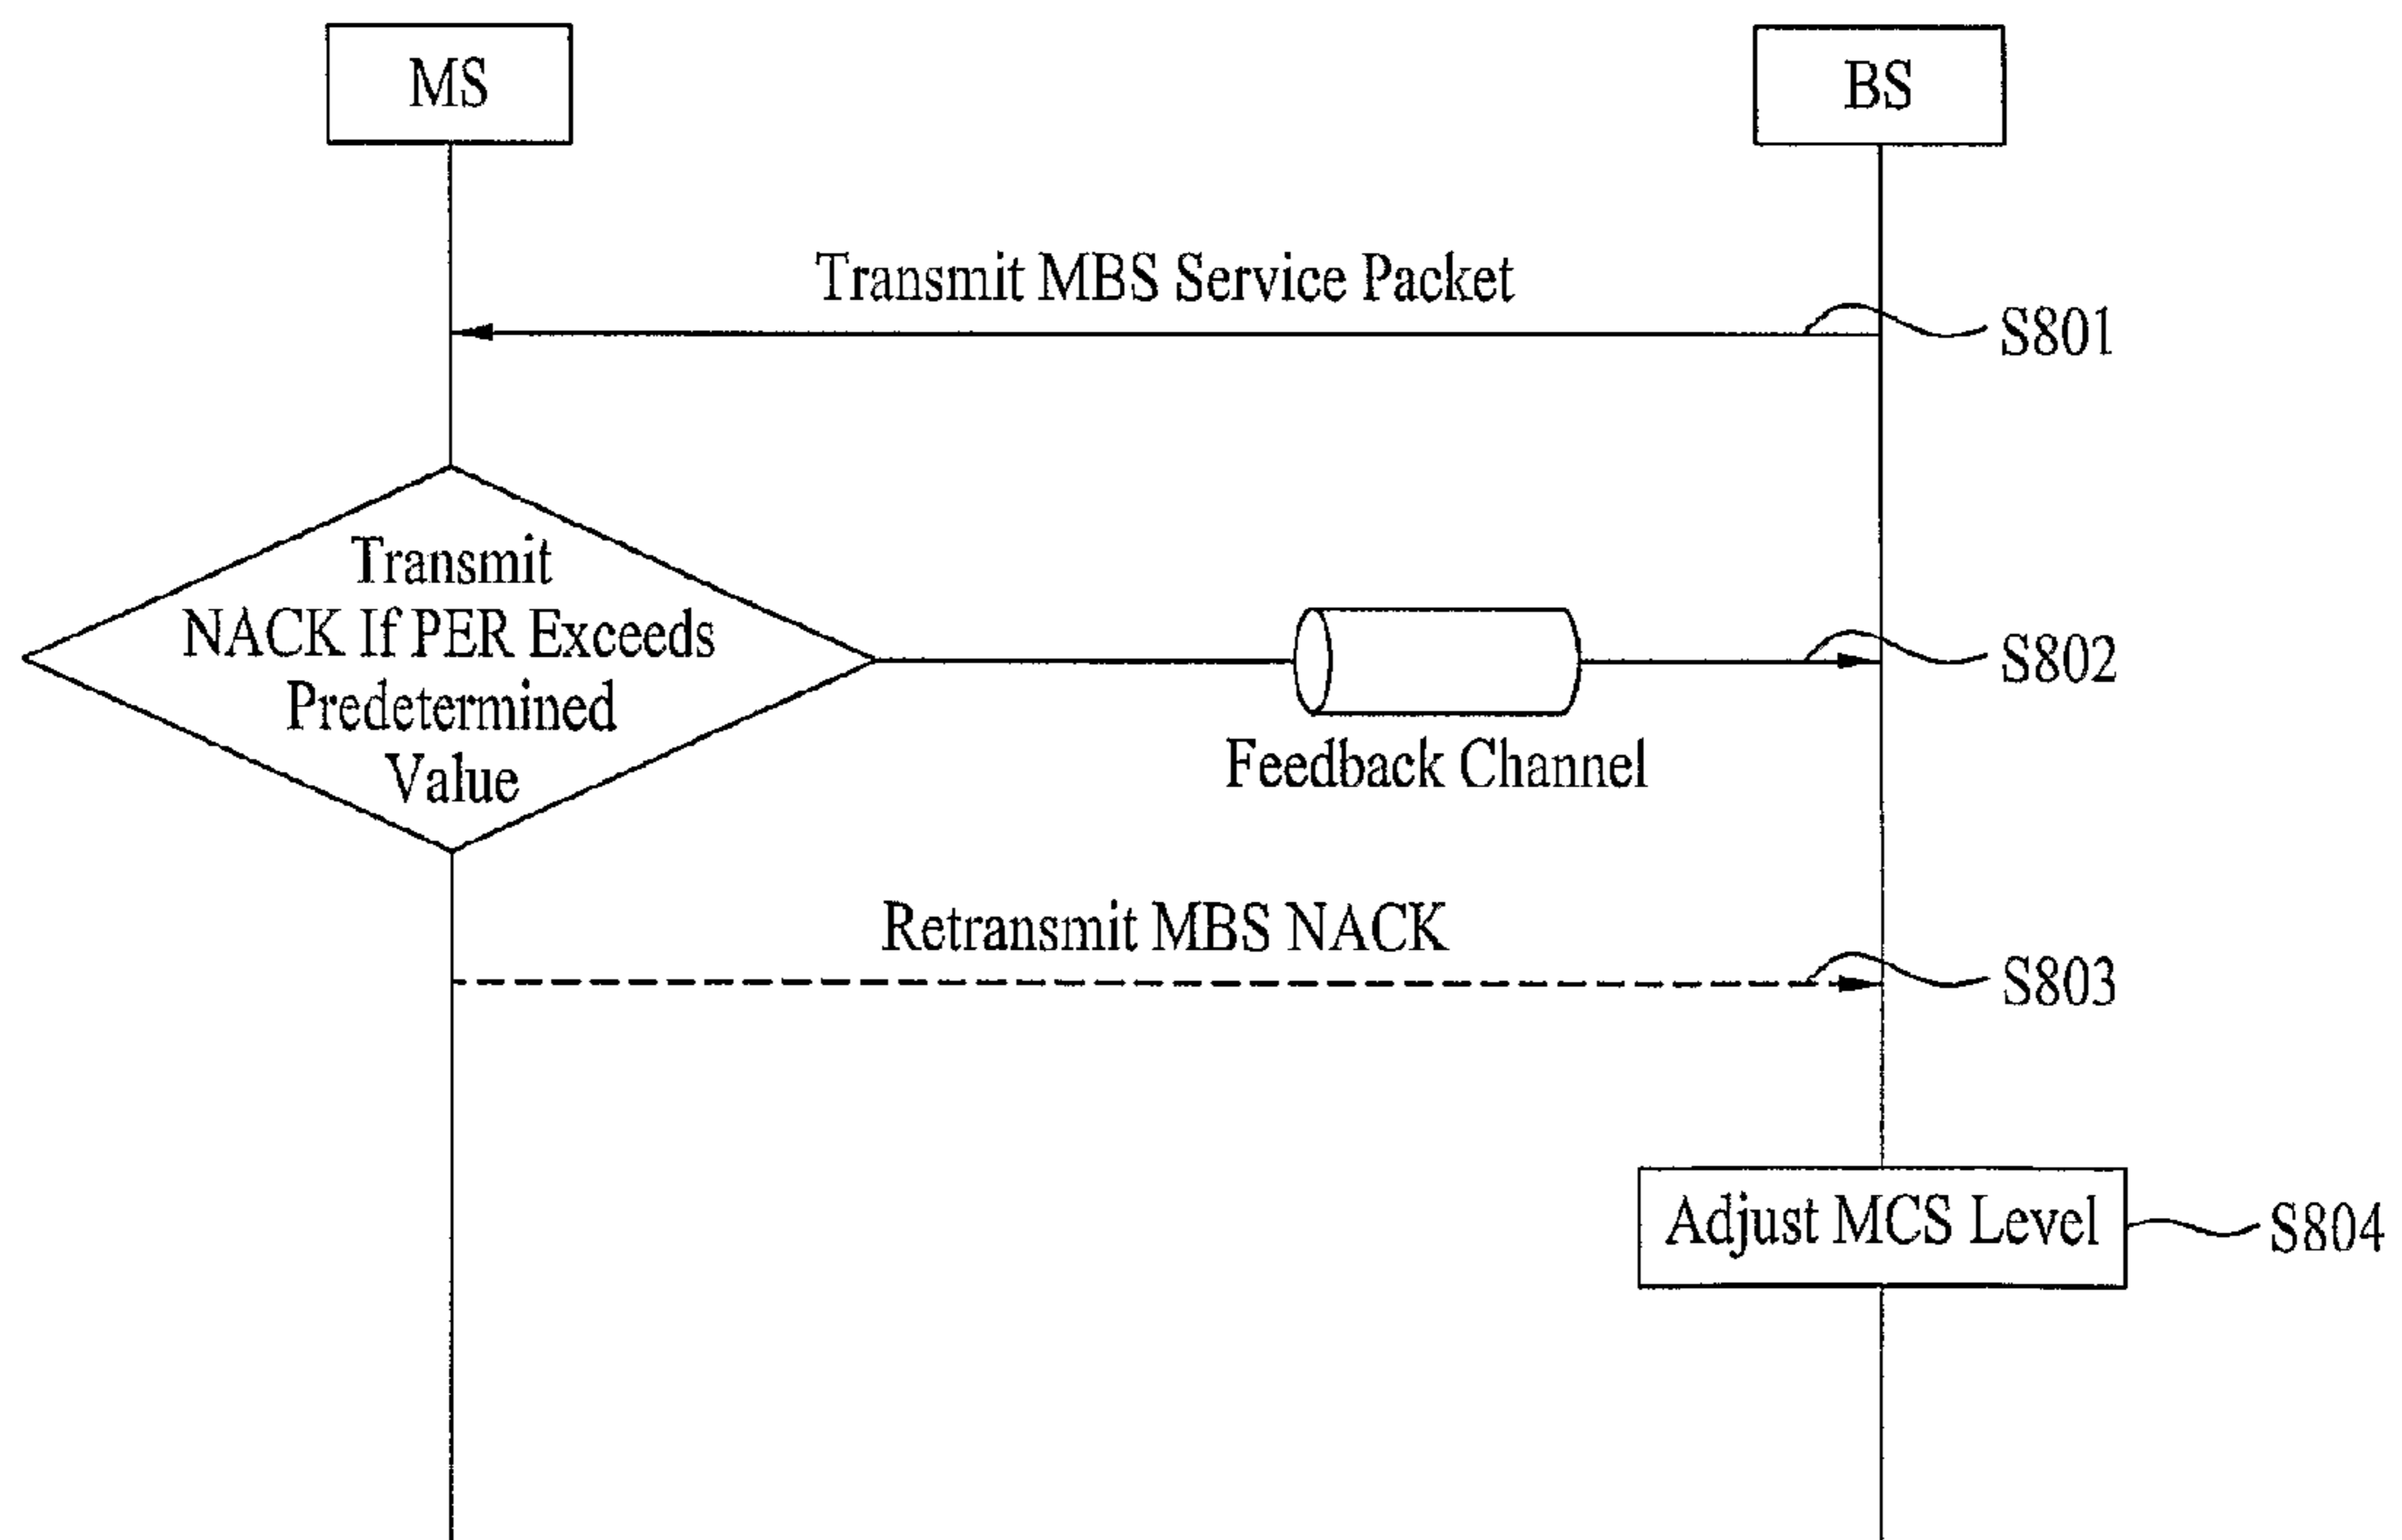 MS
BS
Transmit MBS Service Packet
S801
Transmit
NACK If PER Exceeds
Predetermined
Value
S802
Feedback Channel
Retransmit MBS NACK
S803
Adjust MCS Level
S804